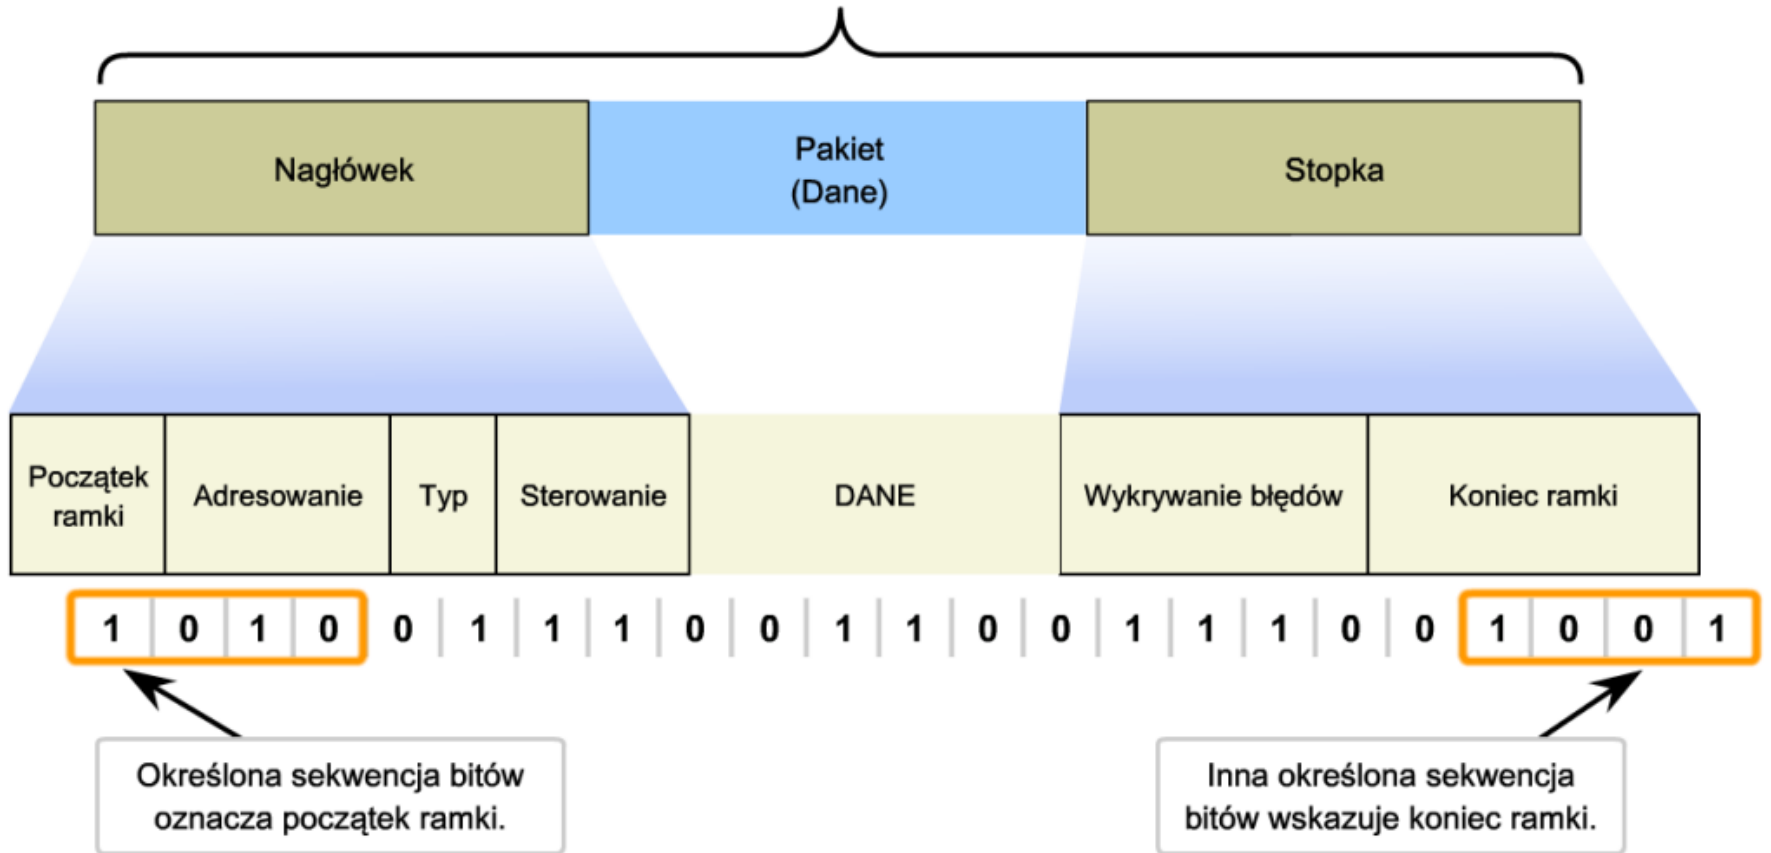 Nagłówek
Pakiet
(Dane)
Stopka
Początek
ramki
Adresowanie
Typ
Sterowanie
DANE
Wykrywanie błędów
Koniec ramki
1 0 1 0 0 1 1 1 0 0 1 1 0 0 1 1 1 0 0 1 0 0 1
Określona sekwencja bitów
oznacza początek ramki.
Inna określona sekwencja
bitów wskazuje koniec ramki.